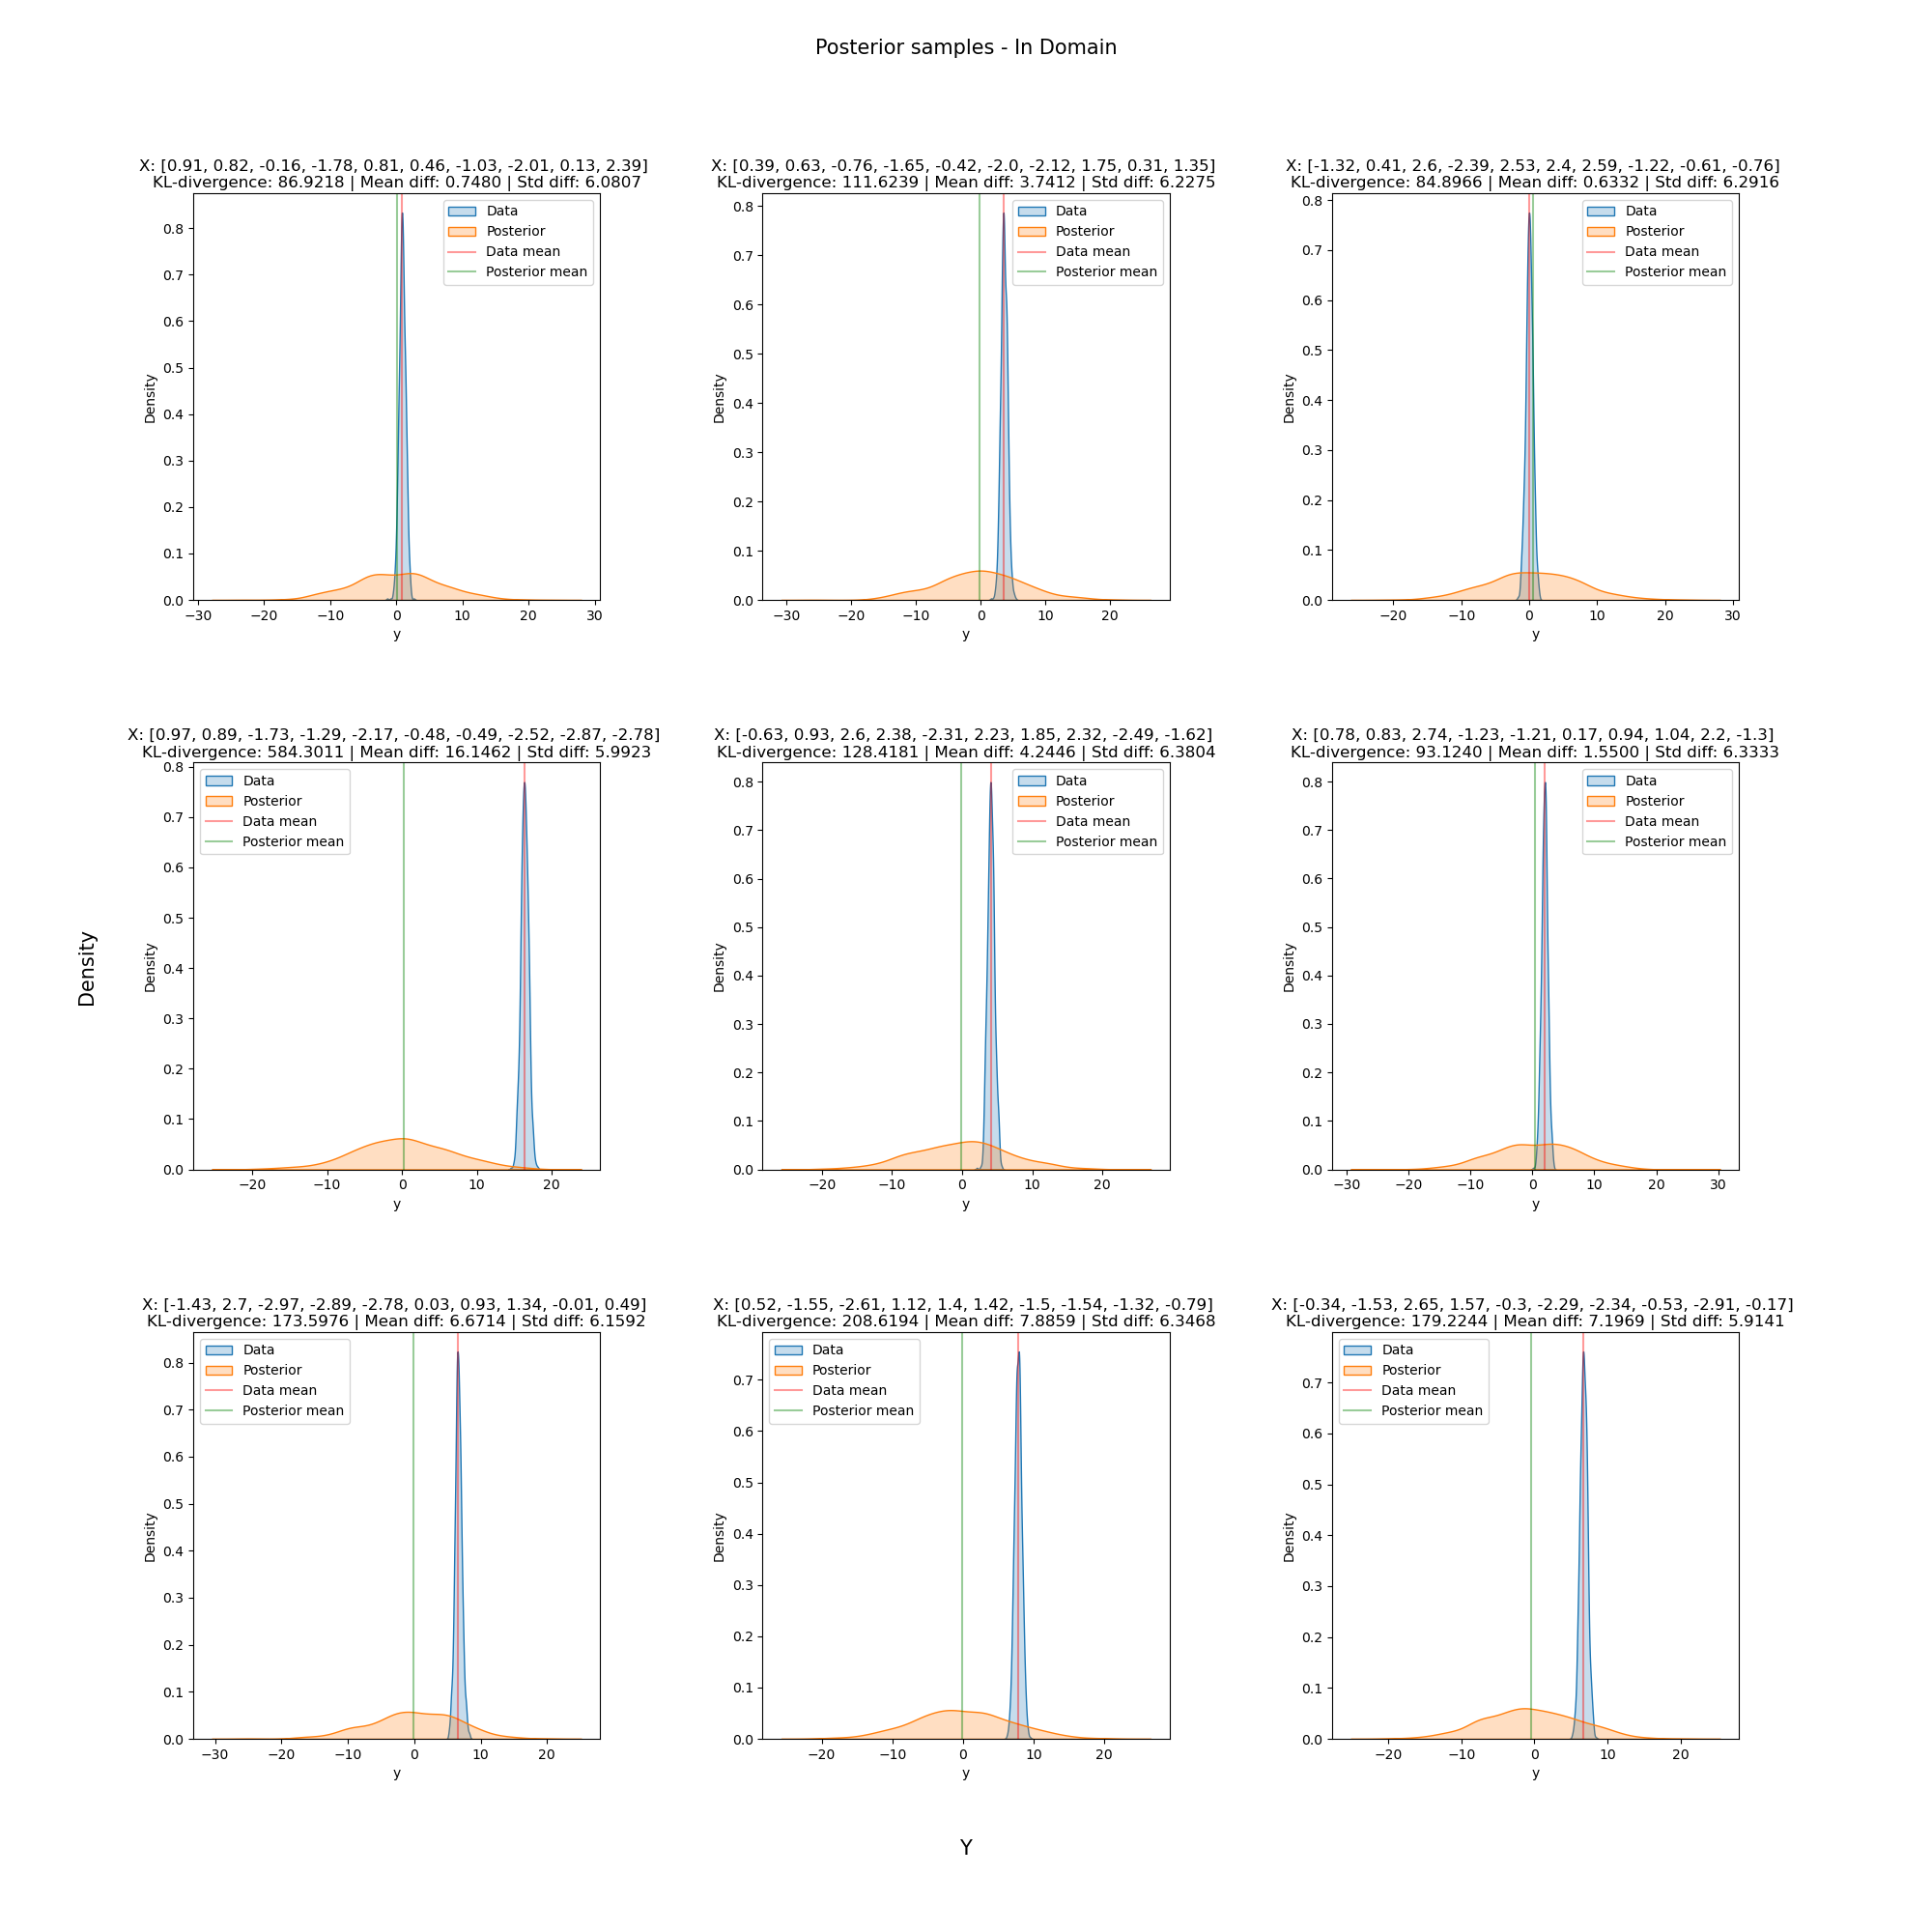 Posterior samples - In Domain
X: [0.91, 0.82, -0.16, -1.78, 0.81, 0.46, -1.03, -2.01, 0.13, 2.39]
KL-divergence: 86.9218 | Mean diff: 0.7480 | Std diff: 6.0807
Data
Posterior
Data mean
Posterior mean
0.8
0.7
0.6
0.5
0.4
0.3
0.2
0.1
0.0
Density
−30 −20 −10 0 10 20 30
y
X: [0.39, 0.63, -0.76, -1.65, -0.42, -2.0, -2.12, 1.75, 0.31, 1.35]
KL-divergence: 111.6239 | Mean diff: 3.7412 | Std diff: 6.2275
Data
Posterior
Data mean
Posterior mean
0.8
0.7
0.6
0.5
0.4
0.3
0.2
0.1
0.0
Density
−30 −20 −10 0 10 20
y
X: [-1.32, 0.41, 2.6, -2.39, 2.53, 2.4, 2.59, -1.22, -0.61, -0.76]
KL-divergence: 84.8966 | Mean diff: 0.6332 | Std diff: 6.2916
Data
Posterior
Data mean
Posterior mean
0.8
0.7
0.6
0.5
0.4
0.3
0.2
0.1
0.0
Density
−20 −10 0 10 20 30
y
Density
X: [0.97, 0.89, -1.73, -1.29, -2.17, -0.48, -0.49, -2.52, -2.87, -2.78]
KL-divergence: 584.3011 | Mean diff: 16.1462 | Std diff: 5.9923
Data
Posterior
Data mean
Posterior mean
0.8
0.7
0.6
0.5
0.4
0.3
0.2
0.1
0.0
Density
−20 −10 0 10 20
y
X: [-0.63, 0.93, 2.6, 2.38, -2.31, 2.23, 1.85, 2.32, -2.49, -1.62]
KL-divergence: 128.4181 | Mean diff: 4.2446 | Std diff: 6.3804
Data
Posterior
Data mean
Posterior mean
0.8
0.7
0.6
0.5
0.4
0.3
0.2
0.1
0.0
Density
−20 −10 0 10 20
y
X: [0.78, 0.83, 2.74, -1.23, -1.21, 0.17, 0.94, 1.04, 2.2, -1.3]
KL-divergence: 93.1240 | Mean diff: 1.5500 | Std diff: 6.3333
Data
Posterior
Data mean
Posterior mean
0.8
0.7
0.6
0.5
0.4
0.3
0.2
0.1
0.0
Density
−30 −20 −10 0 10 20 30
y
X: [-1.43, 2.7, -2.97, -2.89, -2.78, 0.03, 0.93, 1.34, -0.01, 0.49]
KL-divergence: 173.5976 | Mean diff: 6.6714 | Std diff: 6.1592
Data
Posterior
Data mean
Posterior mean
0.8
0.7
0.6
0.5
0.4
0.3
0.2
0.1
0.0
Density
−30 −20 −10 0 10 20
y
X: [0.52, -1.55, -2.61, 1.12, 1.4, 1.42, -1.5, -1.54, -1.32, -0.79]
KL-divergence: 208.6194 | Mean diff: 7.8859 | Std diff: 6.3468
Data
Posterior
Data mean
Posterior mean
0.7
0.6
0.5
0.4
0.3
0.2
0.1
0.0
Density
−20 −10 0 10 20
y
X: [-0.34, -1.53, 2.65, 1.57, -0.3, -2.29, -2.34, -0.53, -2.91, -0.17]
KL-divergence: 179.2244 | Mean diff: 7.1969 | Std diff: 5.9141
Data
Posterior
Data mean
Posterior mean
0.7
0.6
0.5
0.4
0.3
0.2
0.1
0.0
Density
−20 −10 0 10 20
y
Y